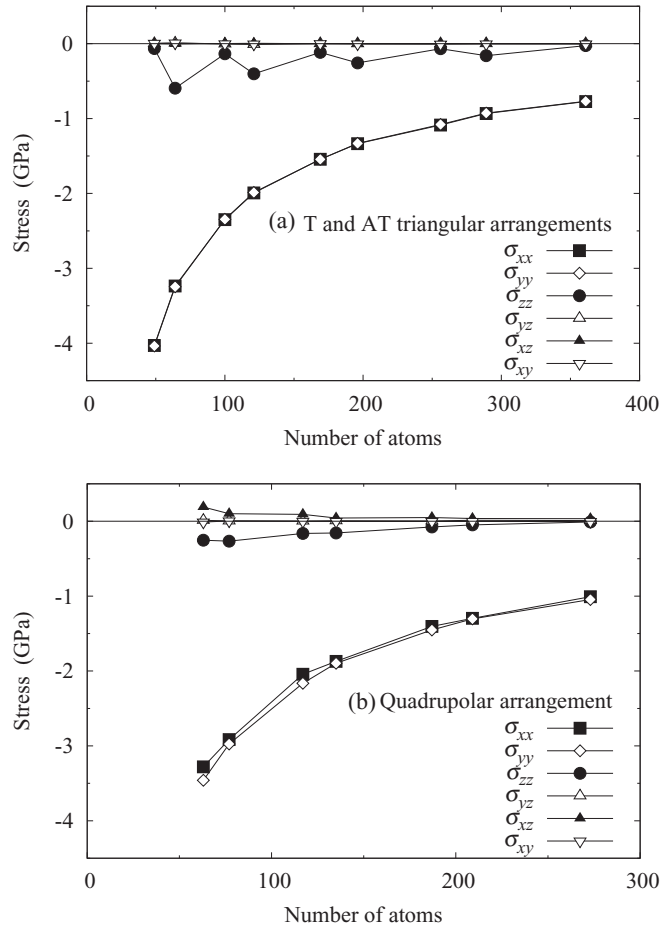 0
-1
-2
-3
-4
Stress (GPa)
(a) T and AT triangular arrangements
σxx
σyy
σzz
σyz
σxz
σxy
0 100 200 300 400
Number of atoms
0
-1
-2
-3
-4
Stress (GPa)
(b) Quadrupolar arrangement
σxx
σyy
σzz
σyz
σxz
σxy
0 100 200 300
Number of atoms